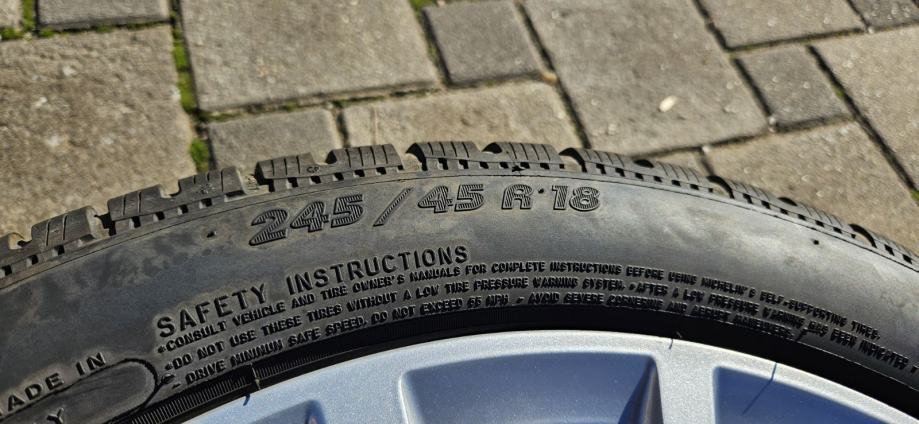 245/45 R 18
SAFETY INSTRUCTIONS
•CONSULT VEHICLE AND TIRE OWNER'S MANUALS FOR COMPLETE INSTRUCTIONS BEFORE USING MICHELIN'S SELF-SUPPORTING TIRES.
•DO NOT USE THESE TIRES WITHOUT A LOW TIRE PRESSURE WARNING SYSTEM. •AFTER A LOW PRESSURE WARNING HAS BEEN INDICATED
- DRIVE MINIMUM SAFE SPEED, DO NOT EXCEED 55 MPH - AVOID SEVERE CORNERING AND ABRUPT MANEUVERS
MADE IN
Y